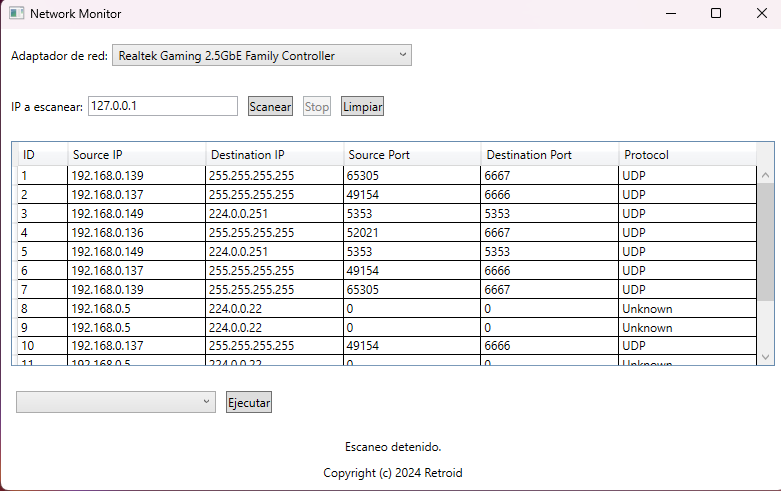 Network Monitor
Adaptador de red: Realtek Gaming 2.5GbE Family Controller
IP a escanear: 127.0.0.1 Scanear Stop Limpiar
ID Source IP Destination IP Source Port Destination Port Protocol
1 192.168.0.139 255.255.255.255 65305 6667 UDP
2 192.168.0.137 255.255.255.255 49154 6666 UDP
3 192.168.0.149 224.0.0.251 5353 5353 UDP
4 192.168.0.136 255.255.255.255 52021 6667 UDP
5 192.168.0.149 224.0.0.251 5353 5353 UDP
6 192.168.0.137 255.255.255.255 49154 6666 UDP
7 192.168.0.139 255.255.255.255 65305 6667 UDP
8 192.168.0.5 224.0.0.22 0 0 Unknown
9 192.168.0.5 224.0.0.22 0 0 Unknown
10 192.168.0.137 255.255.255.255 49154 6666 UDP
11 192.168.0.5 224.0.0.22 0 0 Unknown
Ejecutar
Escaneo detenido.
Copyright (c) 2024 Retroid